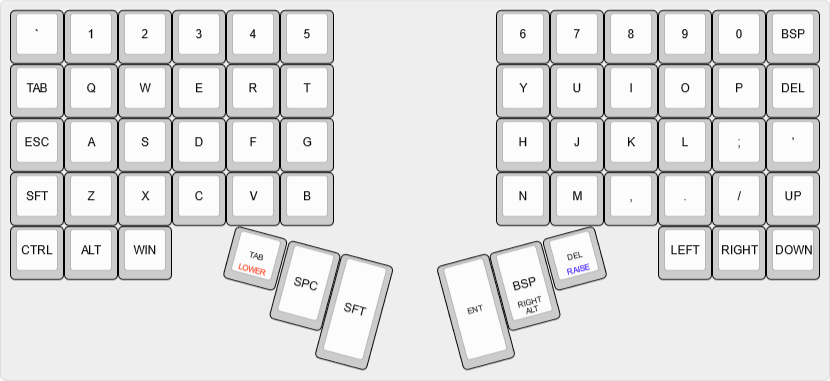 ` 1 2 3 4 5 6 7 8 9 0 BSP
TAB Q W E R T Y U I O P DEL
ESC A S D F G H J K L ; '
SFT Z X C V B N M , . / UP
CTRL ALT WIN LEFT RIGHT DOWN
TAB
LOWER
SPC
SFT
ENT
BSP
RIGHT
ALT
DEL
RAISE